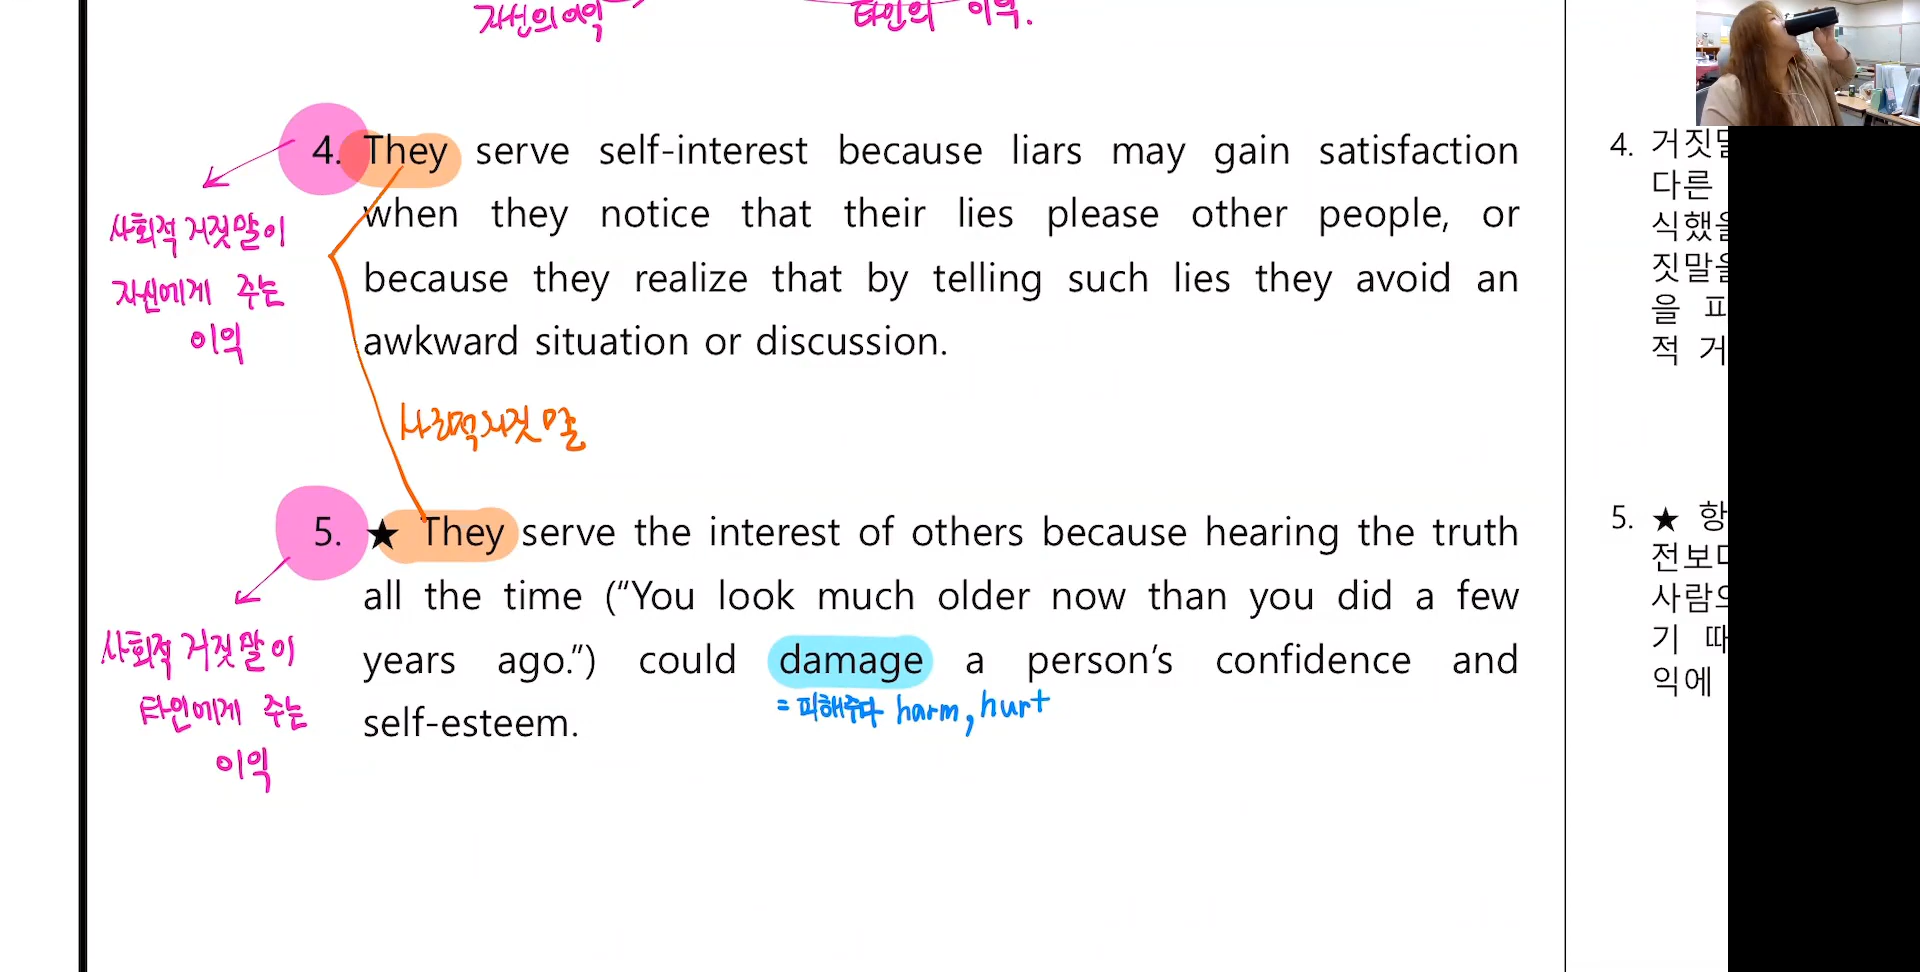 자신의 이익
타인의 이익.
4. They serve self-interest because liars may gain satisfaction
when they notice that their lies please other people, or
because they realize that by telling such lies they avoid an
awkward situation or discussion.
사회적 거짓말이
자신에게 주는
이익
사회적 거짓말
5. ★ They serve the interest of others because hearing the truth
all the time (“You look much older now than you did a few
years ago.”) could damage a person’s confidence and
self-esteem.
= 피해주다 harm, hurt
사회적 거짓말이
타인에게 주는
이익
4. 거짓말
다른
식했을
짓말을
을 피
적 거
5. ★ 항
전보다
사람으
기 때
익에